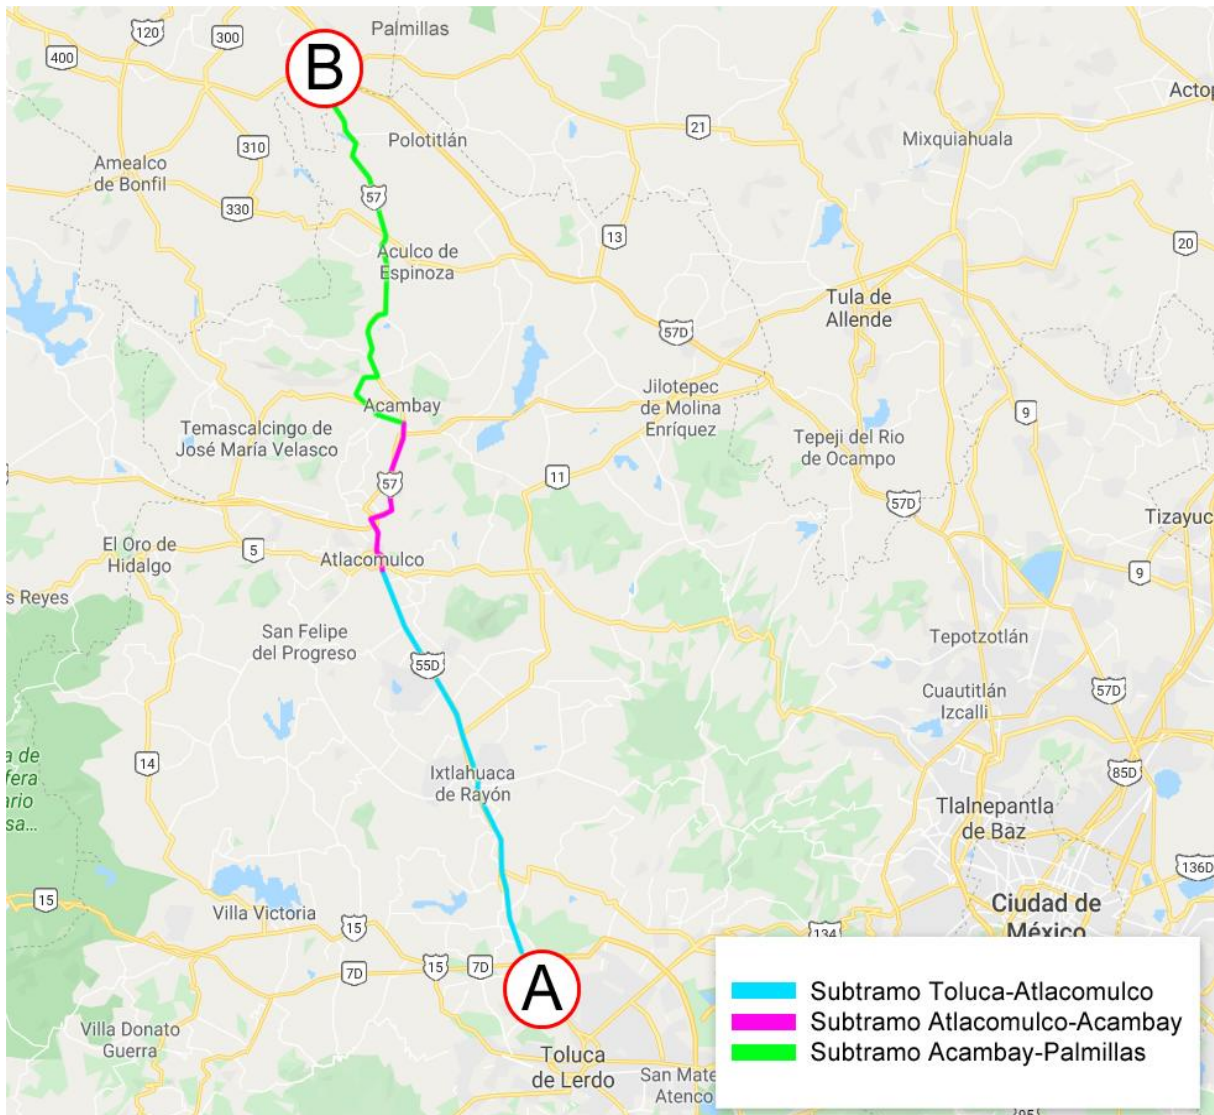 Palmillas
120
300
400
B
Actop
21
Mixquiahuala
Polotitlán
310
Amealco
de Bonfil
57
330
13
20
Aculco de
Espinoza
Tula de
Allende
57D
Jilotepec
de Molina
Enríquez
Acambay
9
Temascalcingo de
José María Velasco
Tepeji del Rio
de Ocampo
11
57
57D
Tizayuc
El Oro de
Hidalgo
5
Atlacomulco
9
s Reyes
San Felipe
del Progreso
Tepotzotlán
55D
Cuautitlán
Izcalli
57D
a de
fera
ario
sa...
14
Ixtlahuaca
de Rayón
85D
Tlalnepantla
de Baz
136D
15
Villa Victoria
15
Ciudad de
México
134
7D
15
7D
A
Subtramo Toluca-Atlacomulco
Subtramo Atlacomulco-Acambay
Subtramo Acambay-Palmillas
Villa Donato
Guerra
Toluca
de Lerdo
San Mate
Atenco
95